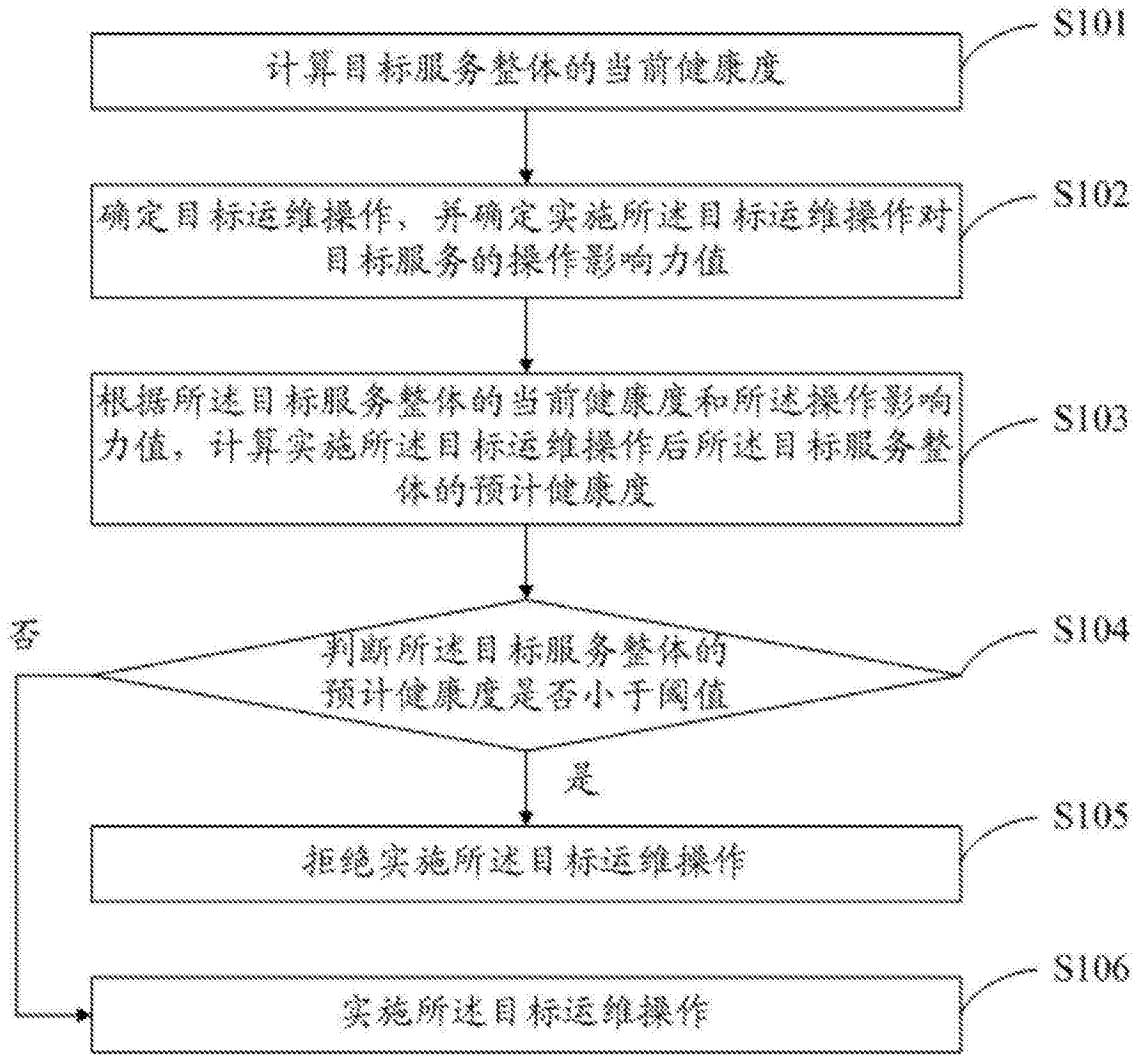 S101
计算目标服务整体的当前健康度
S102
确定目标运维操作、并确定实施所述目标运维操作对
目标服务的操作影响力值
S103
根据所述目标服务整体的当前健康度和所述操作影响
力值，计算实施所述目标运维操作后所述目标服务整
体的预计健康度
否
S104
判断所述目标服务整体的
预计健康度是否小于阈值
是
S105
拒绝实施所述目标运维操作
S106
实施所述目标运维操作